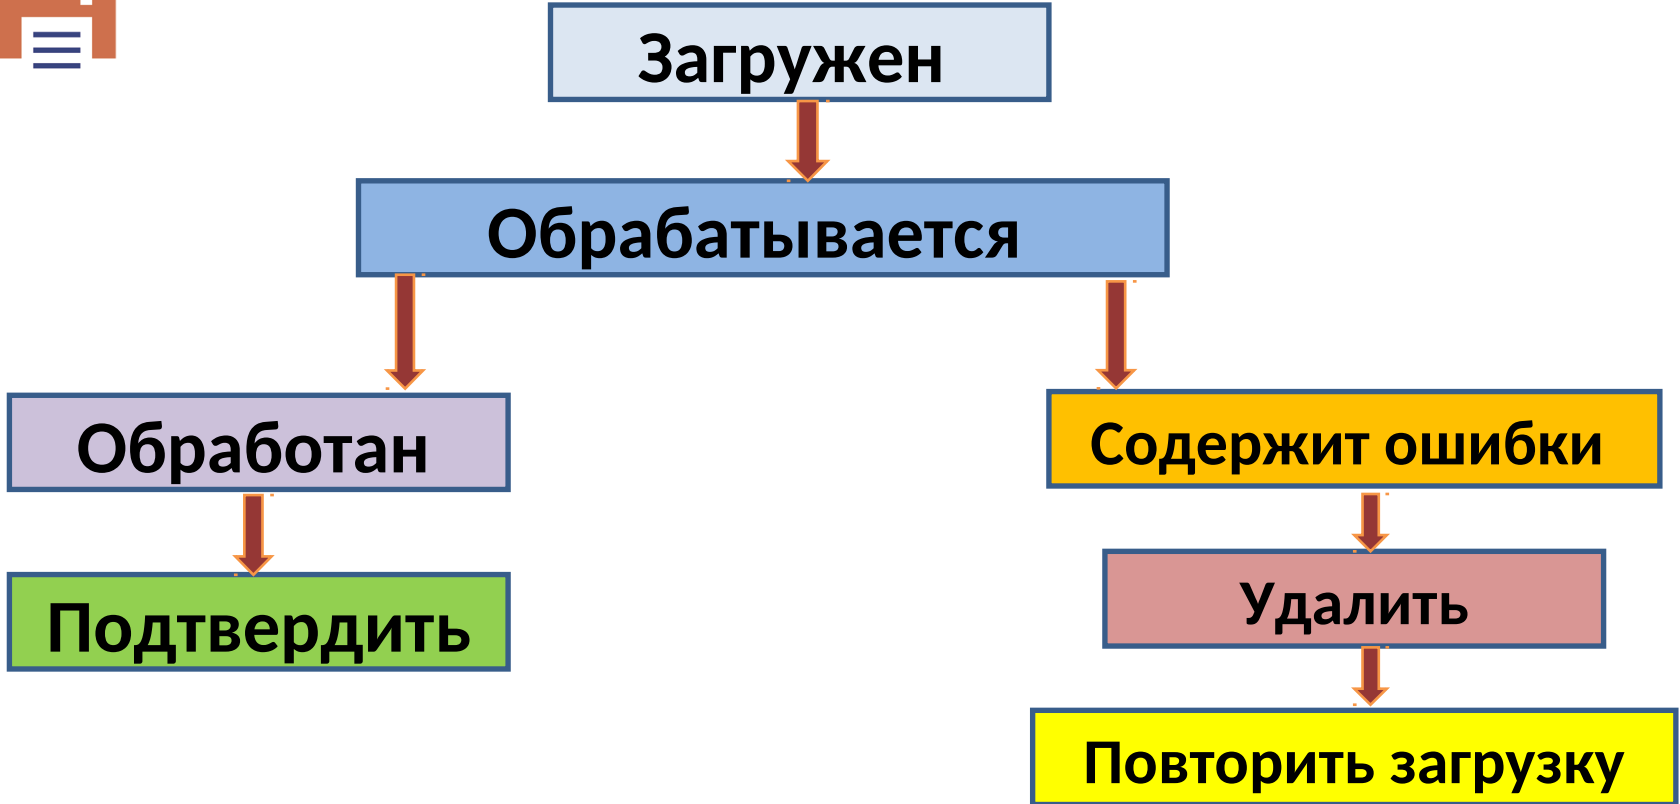 Загружен
Обрабатывается
Обработан
Содержит ошибки
Удалить
Подтвердить
Повторить загрузку